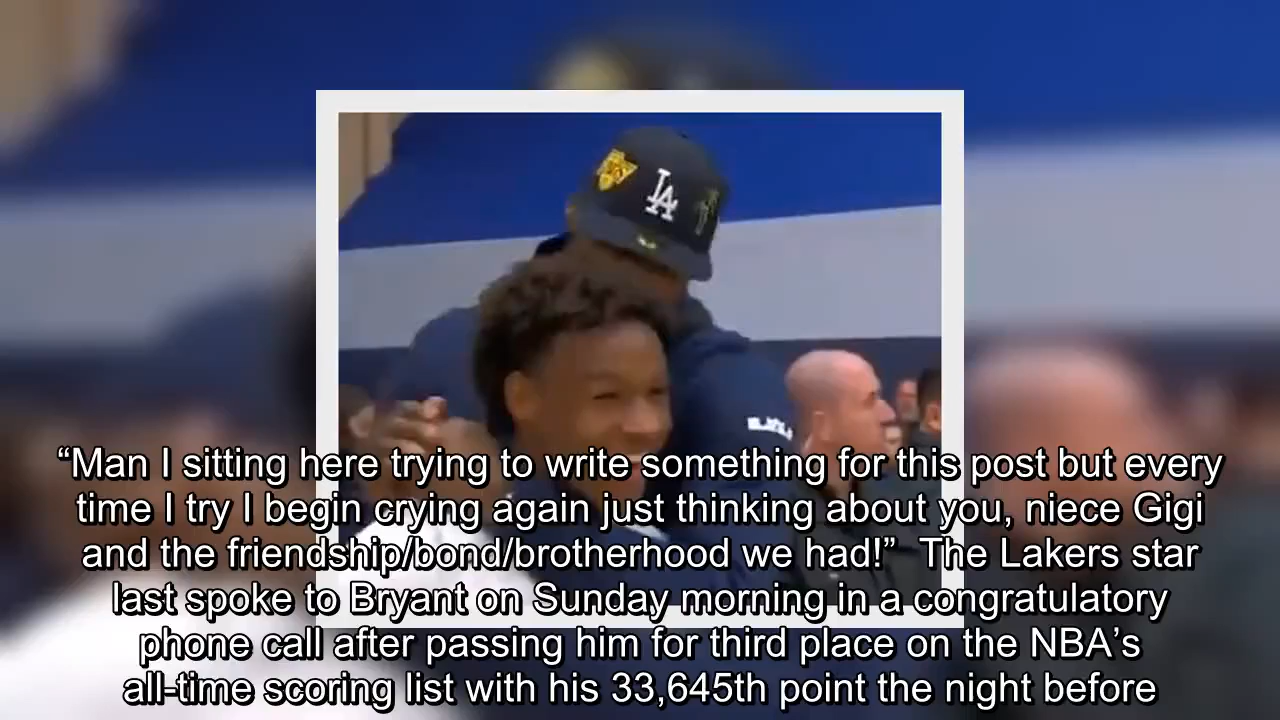 LA
“Man I sitting here trying to write something for this post but every
time I try I begin crying again just thinking about you, niece Gigi
and the friendship/bond/brotherhood we had!”  The Lakers star
last spoke to Bryant on Sunday morning in a congratulatory
phone call after passing him for third place on the NBA’s
all-time scoring list with his 33,645th point the night before